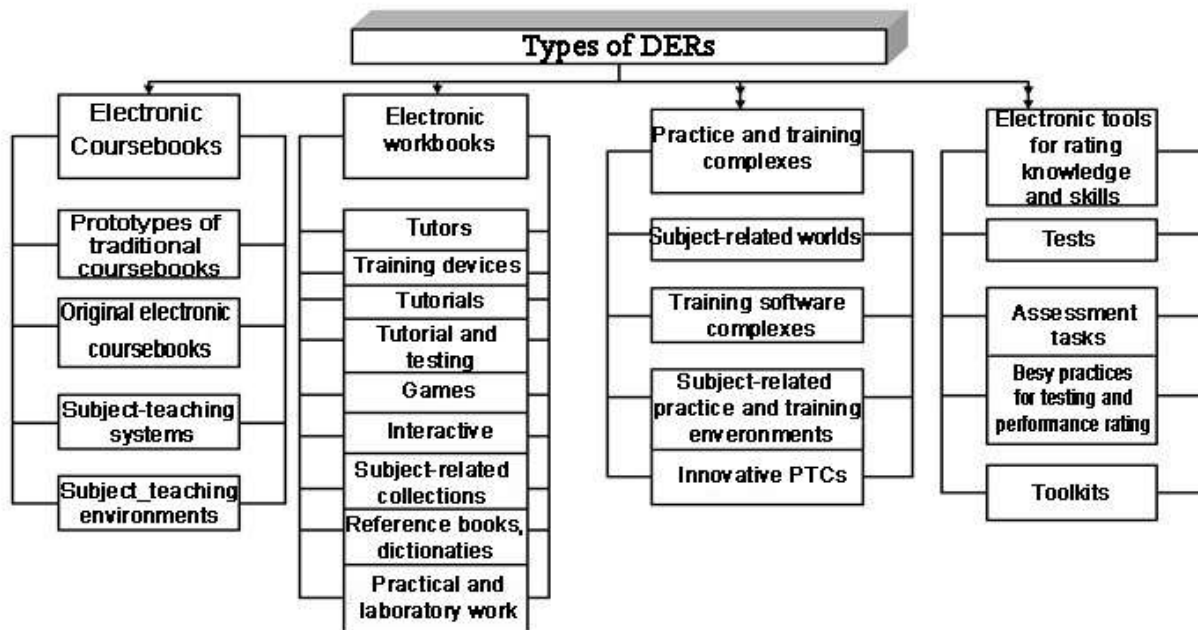 Types of DERs
Electronic
Coursebooks
Prototypes of
traditional
coursebooks
Original electronic
coursebooks
Subject-teaching
systems
Subject_teaching
environments
Electronic
workbooks
Tutors
Training devices
Tutorials
Tutorial and
testing
Games
Interactive
Subject-related
collections
Reference books,
dictionaties
Practical and
laboratory work
Practice and training
complexes
Subject-related worlds
Training software
complexes
Subject-related
practice and training
enveronments
Innovative PTCs
Electronic tools
for rating
knowledge
and skills
Tests
Assessment
tasks
Besy practices
for testing and
performance rating
Toolkits